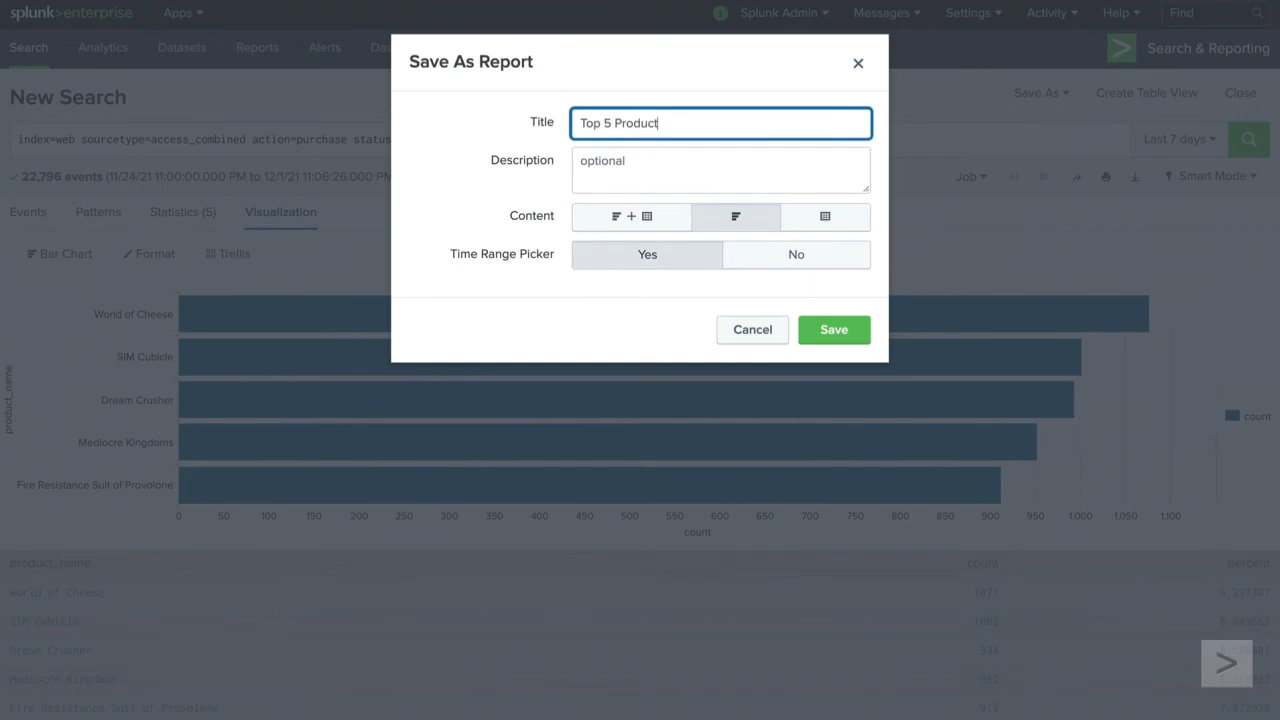 splunk>enterprise Apps Splunk Admin Messages Settings Activity Help Find
Search Analytics Datasets Reports Alerts Das > Search & Reporting
Save As Report
New Search Save As Create Table View Close
Title Top 5 Product
index=web sourcetype=access_combined action=purchase status Last 7 days
Description optional
✓ 22,796 events (11/24/21 11:00:00.000 PM to 12/1/21 11:06:26.000 PM Job Smart Mode
Events Patterns Statistics (5) Visualization
Content +
Bar Chart Format Trellis
Time Range Picker Yes No
Cancel Save
World of Cheese
SIM Cubicle
Dream Crusher
Mediocre Kingdoms
Fire Resistance Suit of Provolone
product_name
count
0 50 100 150 200 250 300 350 400 450 500 550 600 650 700 750 800 850 900 950 1,000 1,050 1,100
count
product_name count percent
World of Cheese 1077
SIM Cubicle 1002
Dream Crusher 994
Mediocre Kingdoms 952
Fire Resistance Suit of Provolone 912
>